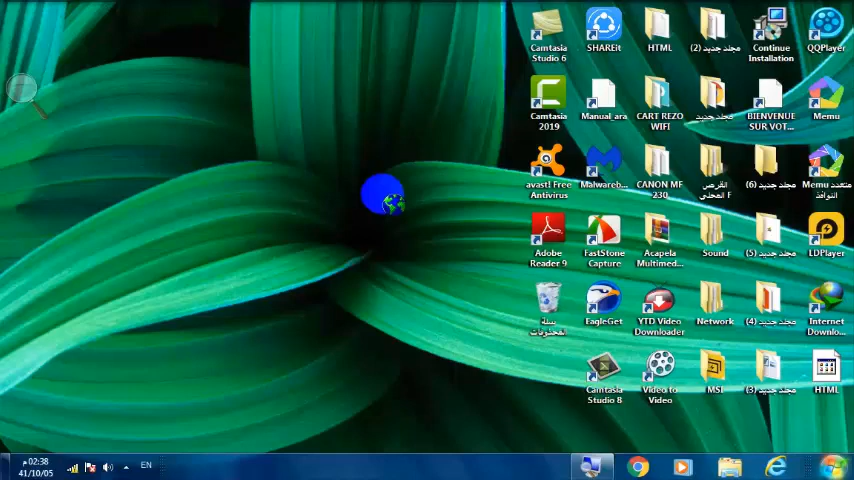 Camtasia
Studio 6
SHAREit
HTML
مجلد جديد (2)
Continue
Installation
QQPlayer
Camtasia
2019
Manual_ara
CART REZO
WIFI
مجلد جديد
BIENVENUE
SUR VOT...
Memu
avast! Free
Antivirus
Malwareb...
CANON MF
230
القرص
المحلي F
مجلد جديد (6)
متعدد Memu
النوافذ
Adobe
Reader 9
FastStone
Capture
Acapela
Multimed...
Sound
مجلد جديد (5)
LDPlayer
سلة
المحذوفات
EagleGet
YTD Video
Downloader
Network
مجلد جديد (4)
Internet
Downlo...
Camtasia
Studio 8
Video to
Video
MSI
مجلد جديد (3)
HTML
02:38 م
41/10/05
EN